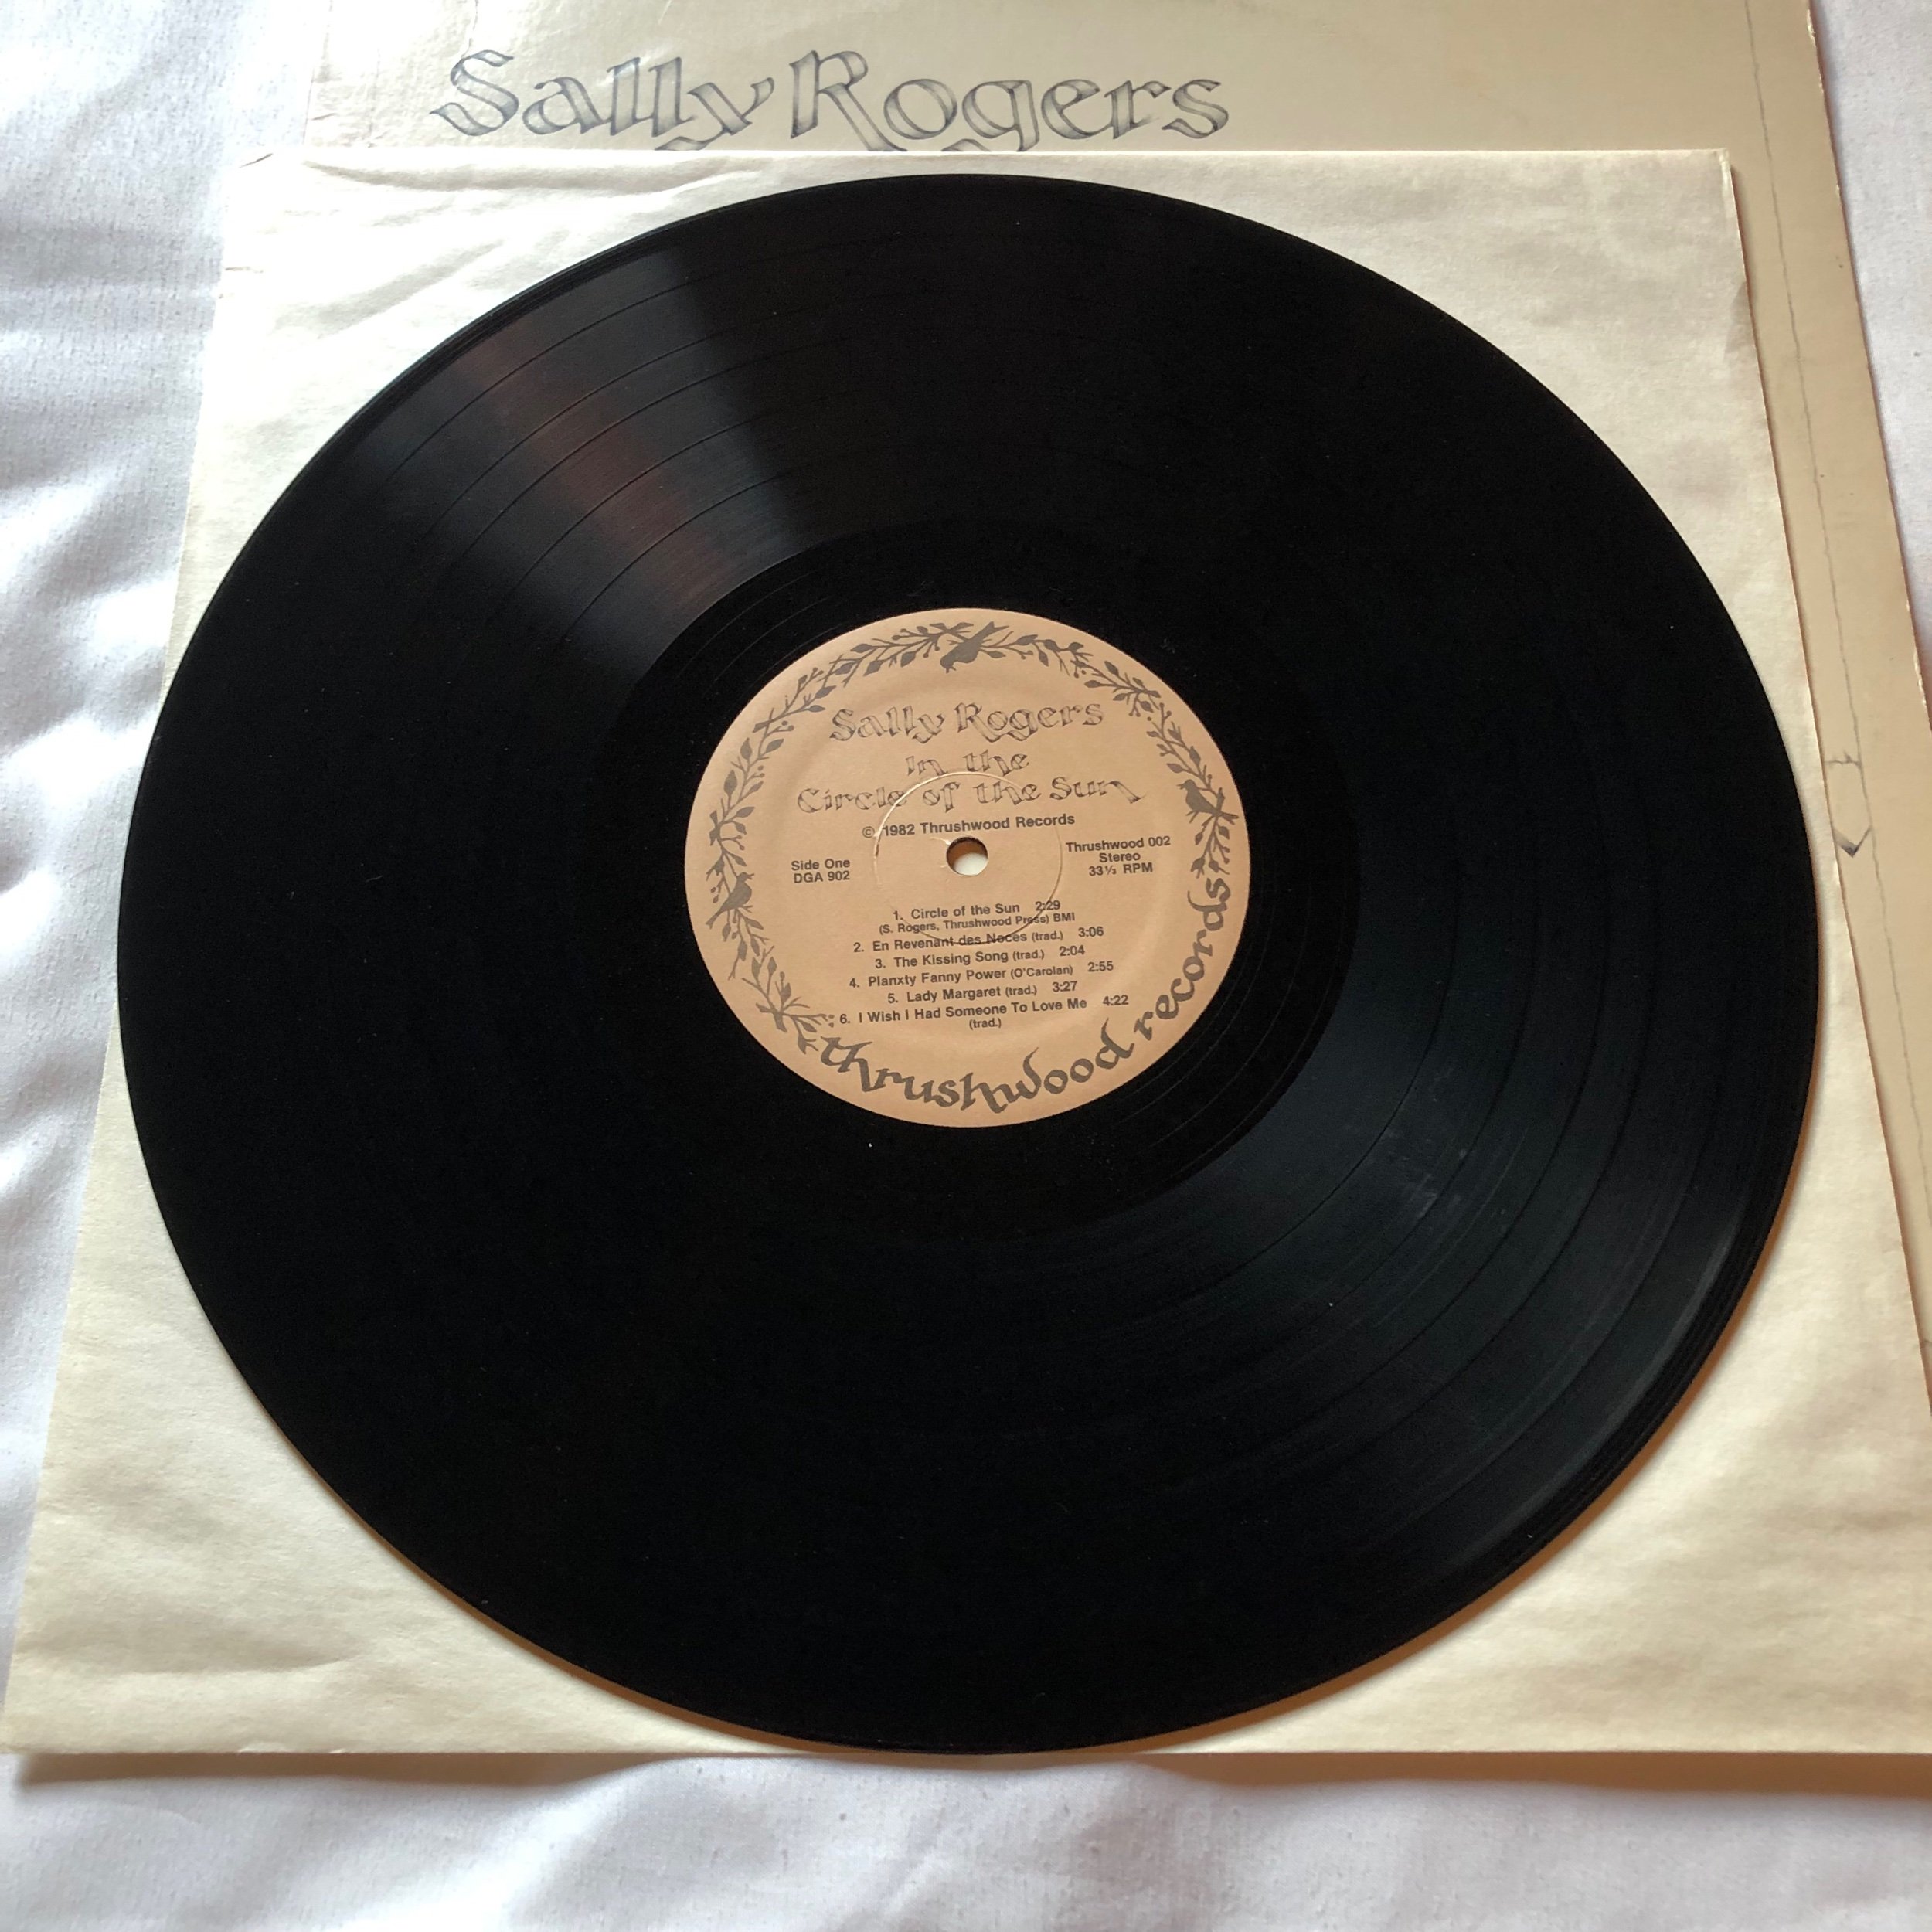 Sally Rogers
Sally Rogers
in the
Circle of the Sun
© 1982 Thrushwood Records
Side One
DGA 902
Thrushwood 002
Stereo
33⅓ RPM
1. Circle of the Sun 2:29
(S. Rogers, Thrushwood Press) BMI
2. En Revenant des Noces (trad.) 3:06
3. The Kissing Song (trad.) 2:04
4. Planxty Fanny Power (O'Carolan) 2:55
5. Lady Margaret (trad.) 3:27
6. I Wish I Had Someone To Love Me 4:22
(trad.)
thrushwood records